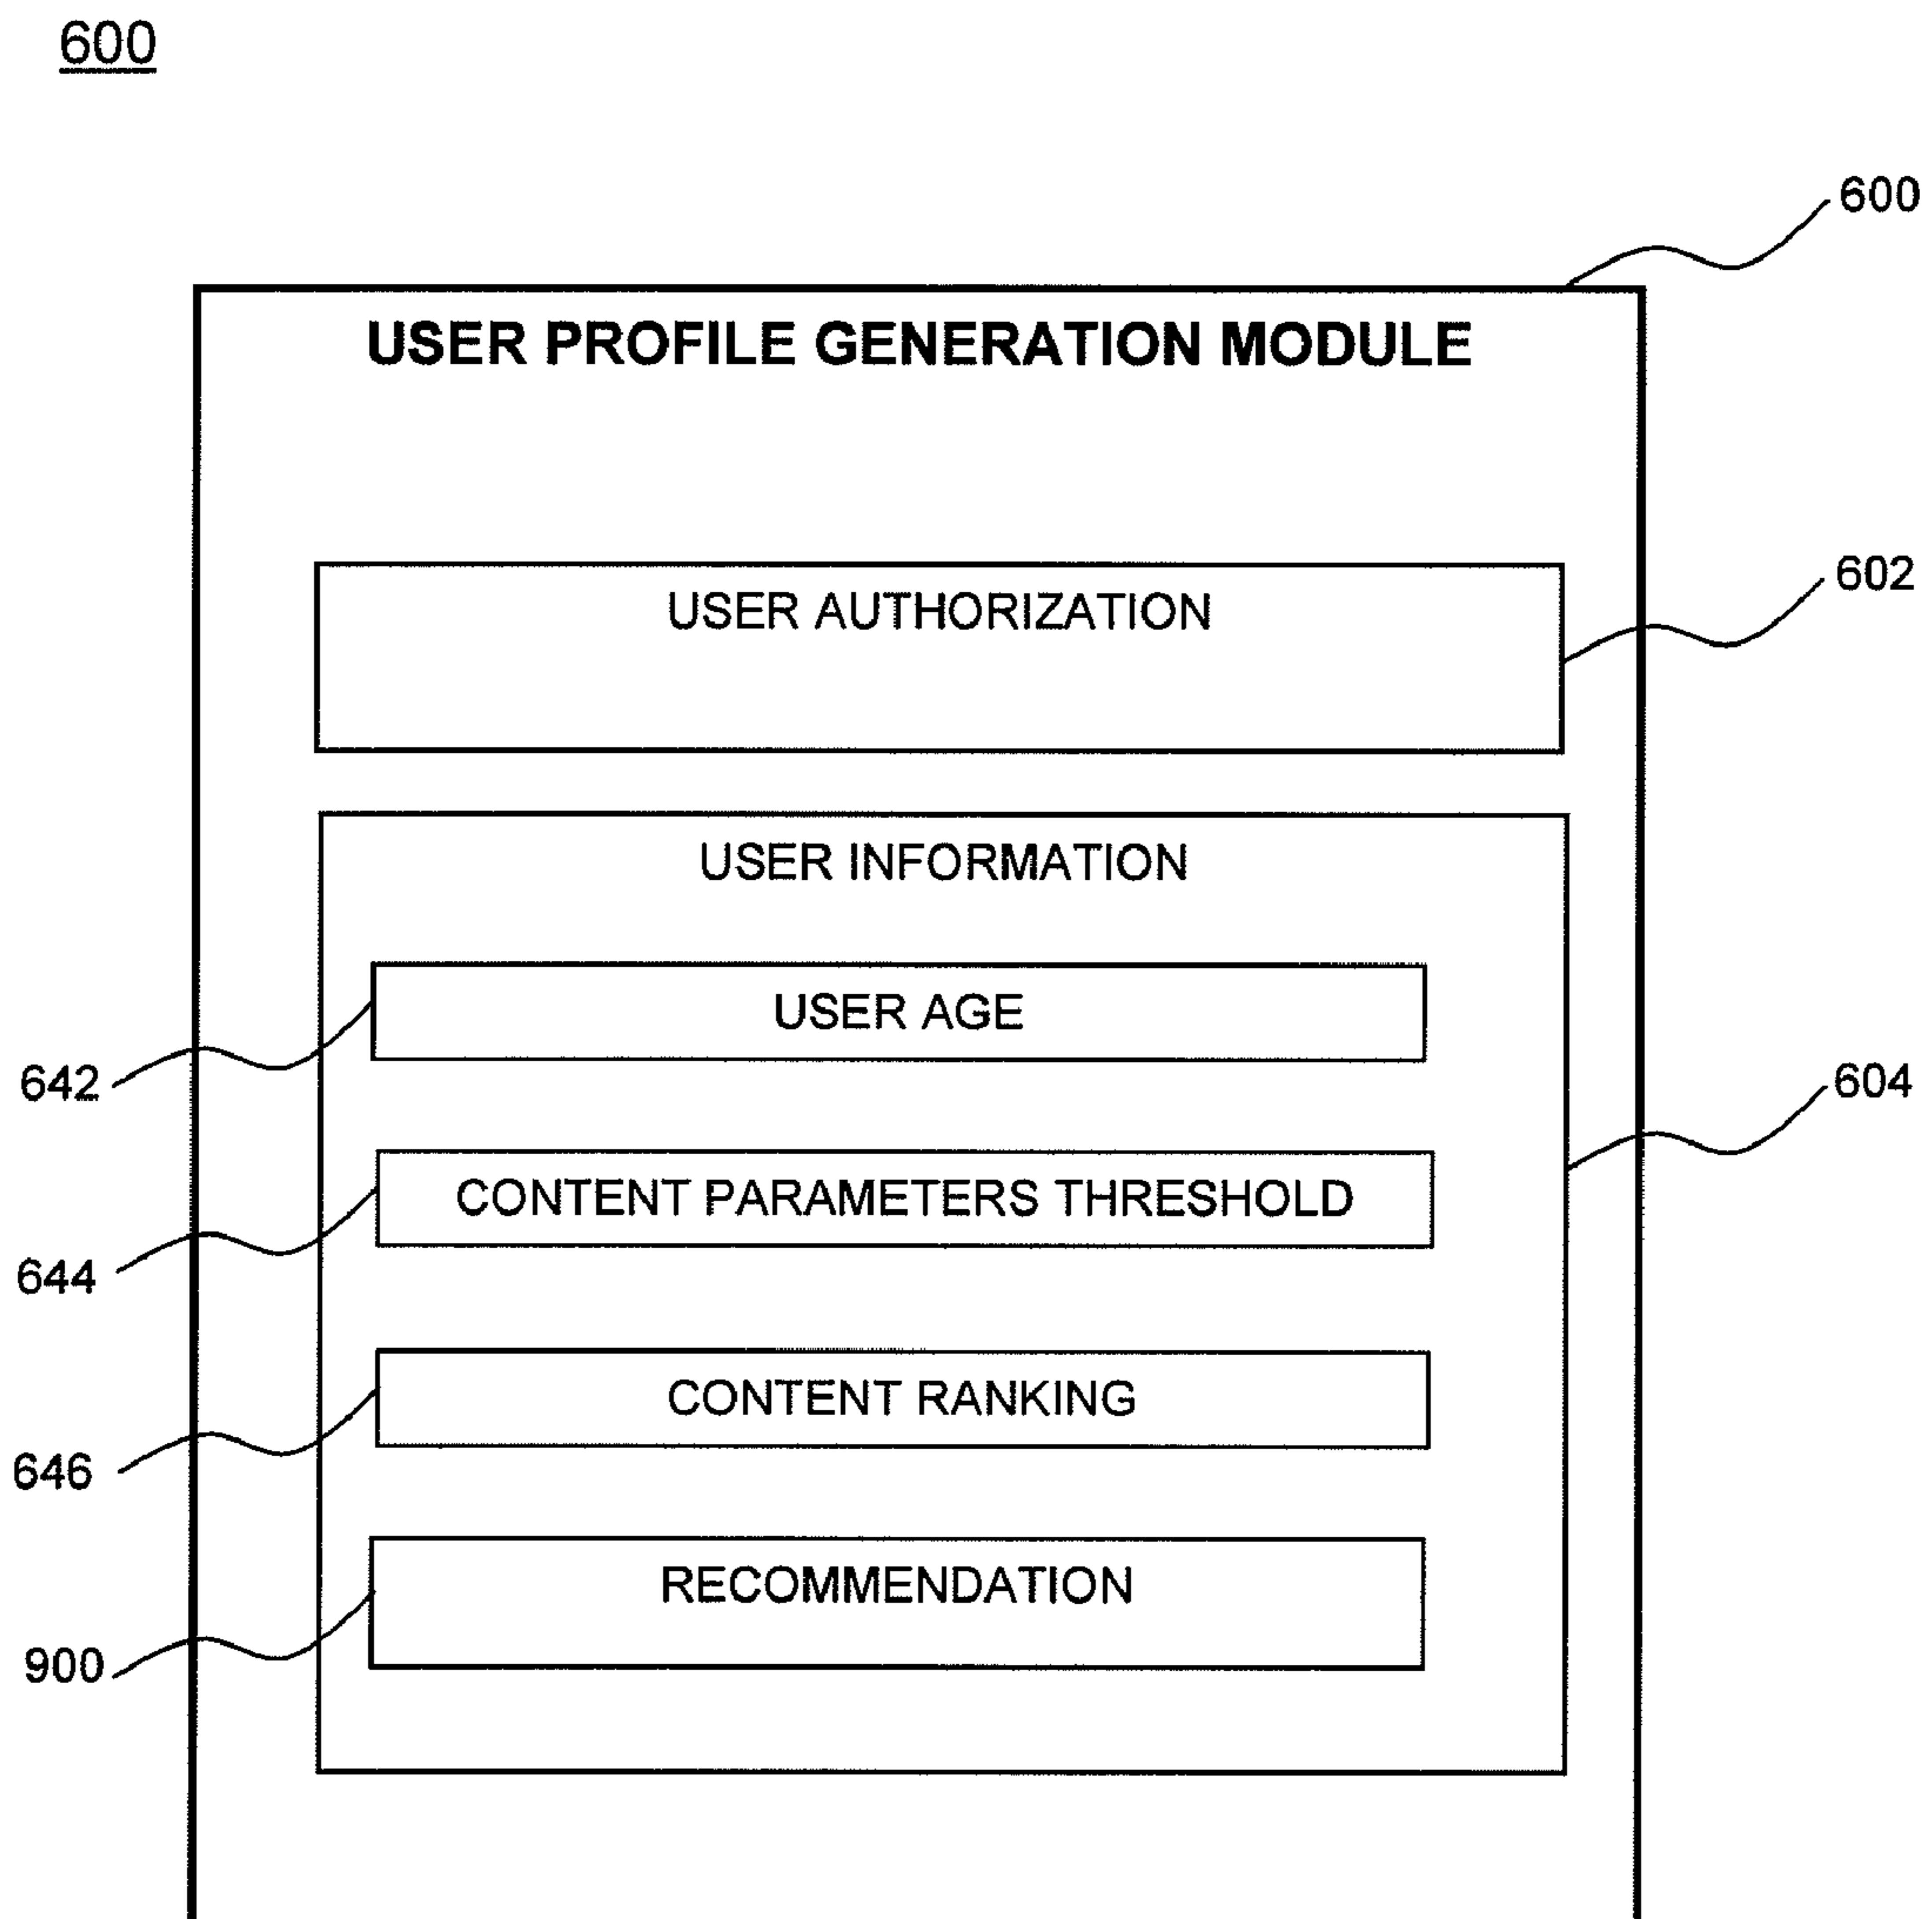 600
600
USER PROFILE GENERATION MODULE
602
USER AUTHORIZATION
604
USER INFORMATION
642
USER AGE
644
CONTENT PARAMETERS THRESHOLD
646
CONTENT RANKING
900
RECOMMENDATION